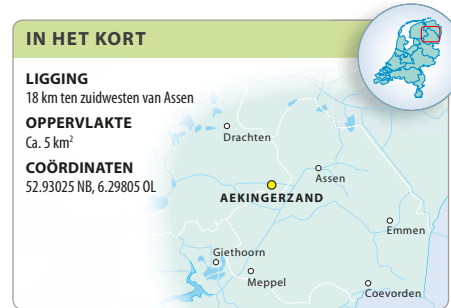 IN HET KORT
LIGGING
18 km ten zuidwesten van Assen
OPPERVLAKTE
Ca. 5 km²
COÖRDINATEN
52.93025 NB, 6.29805 OL
Drachten
Assen
AEKINGERZAND
Emmen
Giethoorn
Meppel
Coevorden